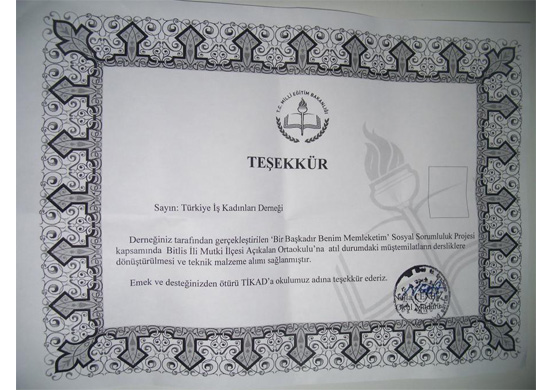 T.C. MİLLİ EĞİTİM BAKANLIĞI
TEŞEKKÜR
Sayın: Türkiye İş Kadınları Derneği
Derneğiniz tarafından gerçekleştirilen 'Bir Başkadır Benim Memleketim' Sosyal Sorumluluk Projesi
kapsamında Bitlis İli Mutki İlçesi Açıkalan Ortaokulu'na atıl durumdaki müştemilatların dersliklere
dönüştürülmesi ve teknik malzeme alımı sağlanmıştır.
Emek ve desteğinizden ötürü TİKAD'a okulumuz adına teşekkür ederiz.
Okul Müdürü